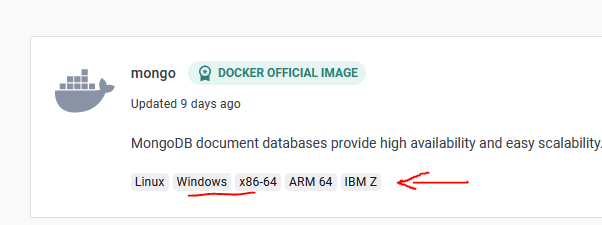 mongo DOCKER OFFICIAL IMAGE
Updated 9 days ago
MongoDB document databases provide high availability and easy scalability.
Linux Windows x86-64 ARM 64 IBM Z